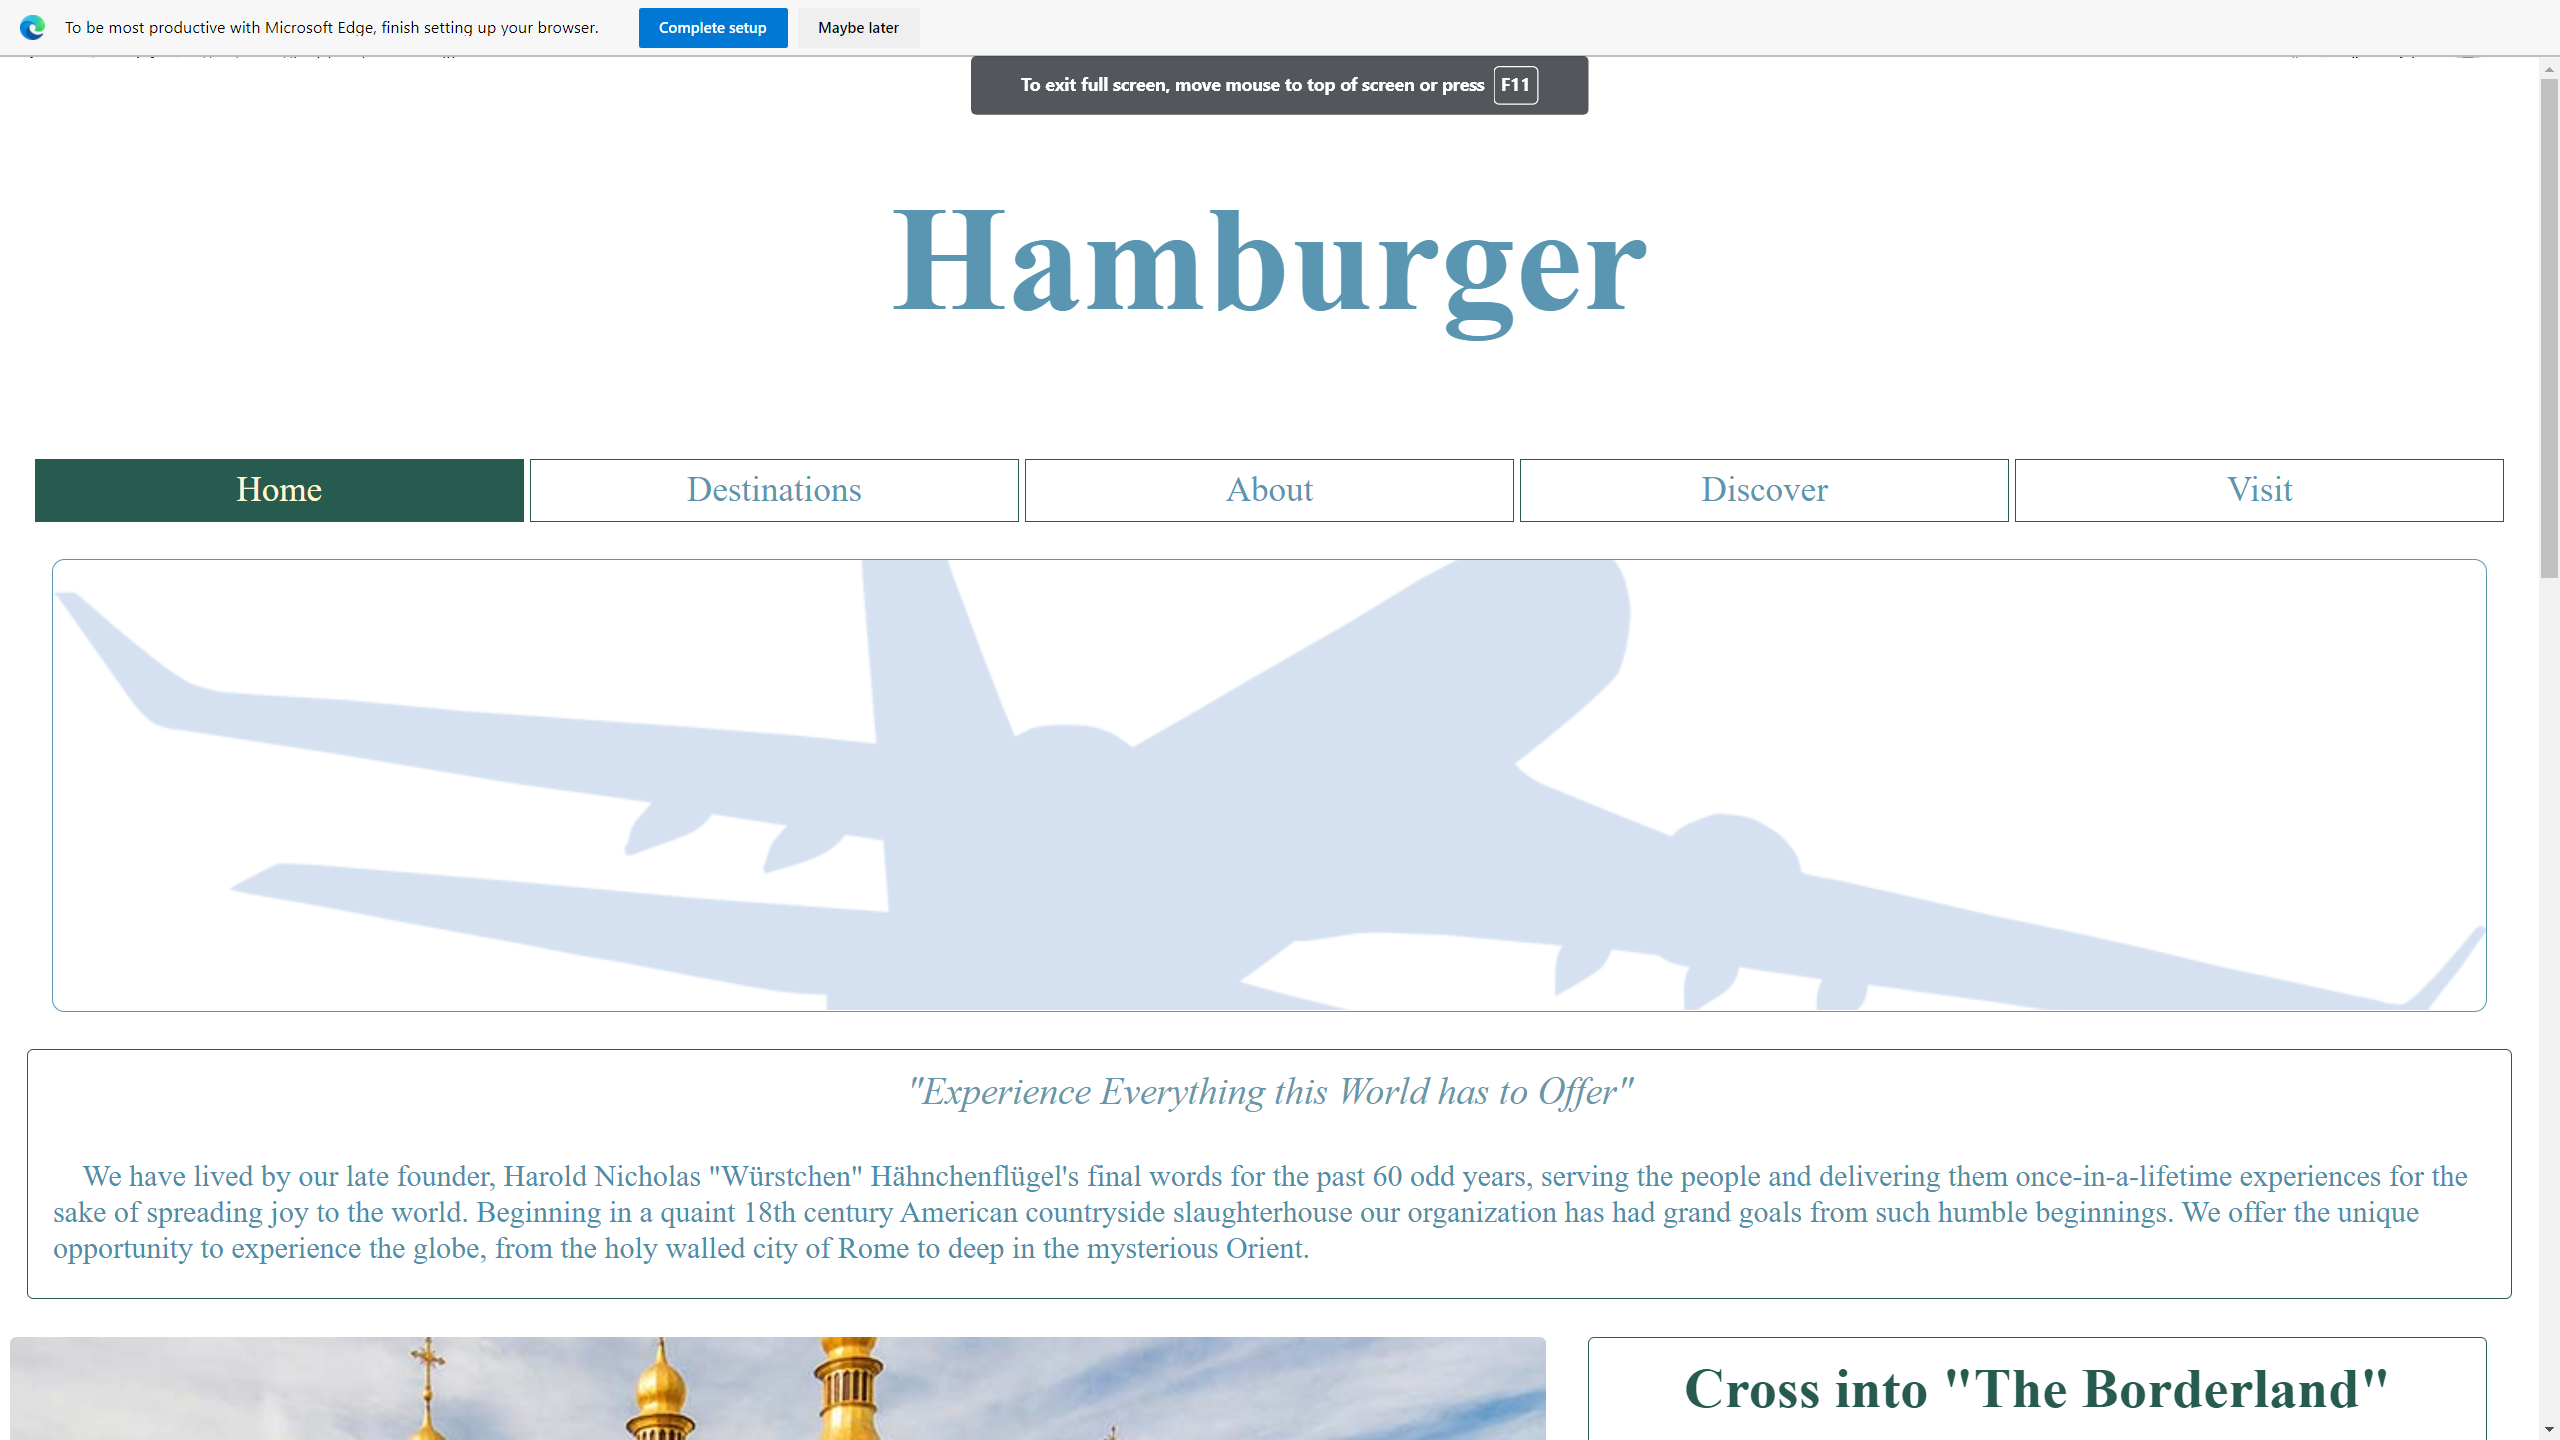 To be most productive with Microsoft Edge, finish setting up your browser. Complete setup Maybe later
To exit full screen, move mouse to top of screen or press F11
Hamburger
Home Destinations About Discover Visit
"Experience Everything this World has to Offer"
We have lived by our late founder, Harold Nicholas "Würstchen" Hähnchenflügel's final words for the past 60 odd years, serving the people and delivering them once-in-a-lifetime experiences for the
sake of spreading joy to the world. Beginning in a quaint 18th century American countryside slaughterhouse our organization has had grand goals from such humble beginnings. We offer the unique
opportunity to experience the globe, from the holy walled city of Rome to deep in the mysterious Orient.
Cross into "The Borderland"